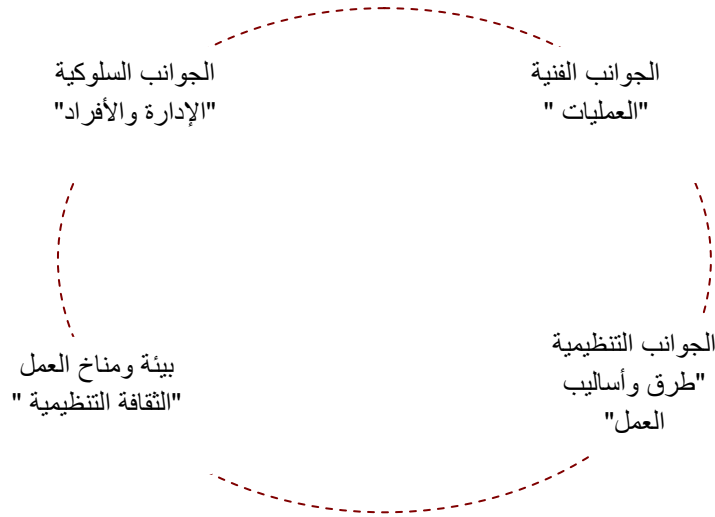 الجوانب الفنية
"العمليات "
الجوانب السلوكية
"الإدارة والأفراد"
الجوانب التنظيمية
"طرق وأساليب
العمل"
بيئة ومناخ العمل
"الثقافة التنظيمية "